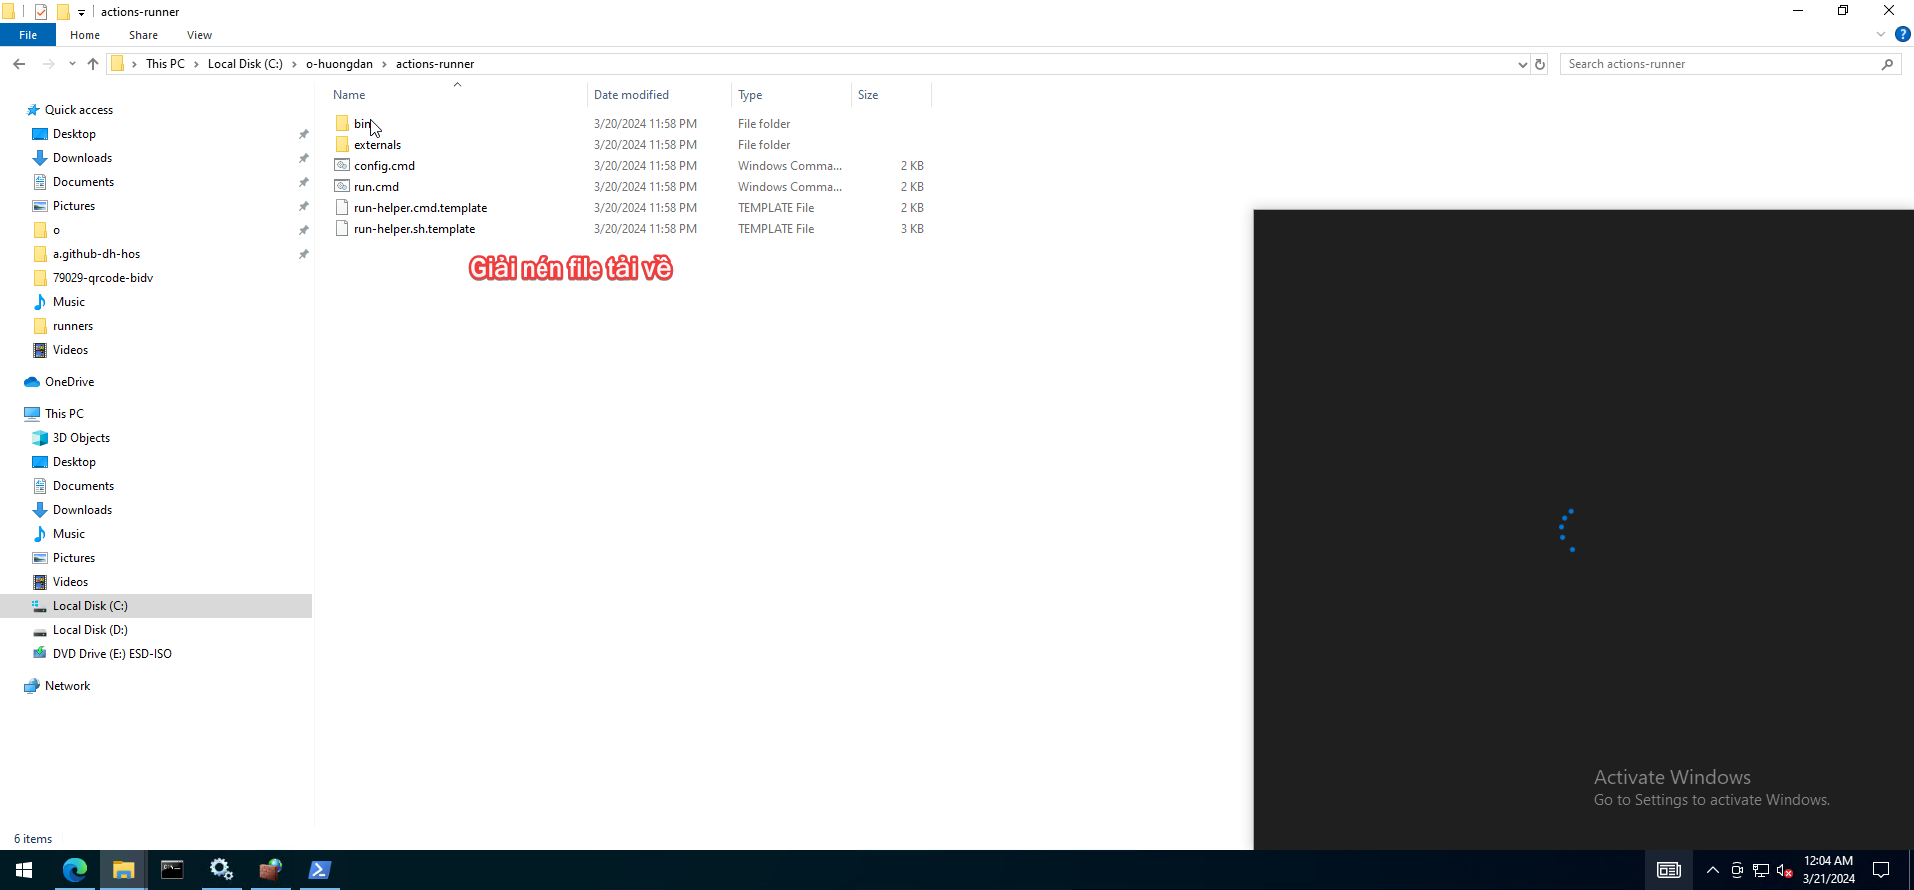 actions-runner
File Home Share View
This PC Local Disk (C:) o-huongdan actions-runner
Search actions-runner
Name Date modified Type Size
bin 3/20/2024 11:58 PM File folder
externals 3/20/2024 11:58 PM File folder
config.cmd 3/20/2024 11:58 PM Windows Comma... 2 KB
run.cmd 3/20/2024 11:58 PM Windows Comma... 2 KB
run-helper.cmd.template 3/20/2024 11:58 PM TEMPLATE File 2 KB
run-helper.sh.template 3/20/2024 11:58 PM TEMPLATE File 3 KB
Giải nén file tải về
Quick access
Desktop
Downloads
Documents
Pictures
o
a.github-dh-hos
79029-qrcode-bidv
Music
runners
Videos
OneDrive
This PC
3D Objects
Desktop
Documents
Downloads
Music
Pictures
Videos
Local Disk (C:)
Local Disk (D:)
DVD Drive (E:) ESD-ISO
Network
Activate Windows
Go to Settings to activate Windows.
6 items
12:04 AM
3/21/2024